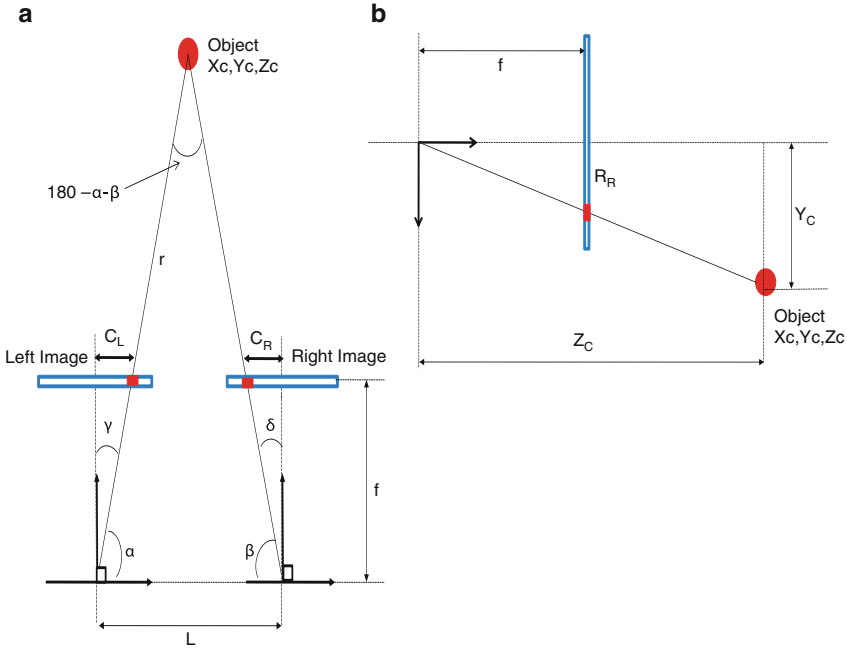 a
Object
Xc,Yc,Zc
180 –α-β
r
C_L
C_R
Left Image
Right Image
γ
δ
f
α
β
L
b
f
R_R
Y_C
Object
Xc,Yc,Zc
Z_C